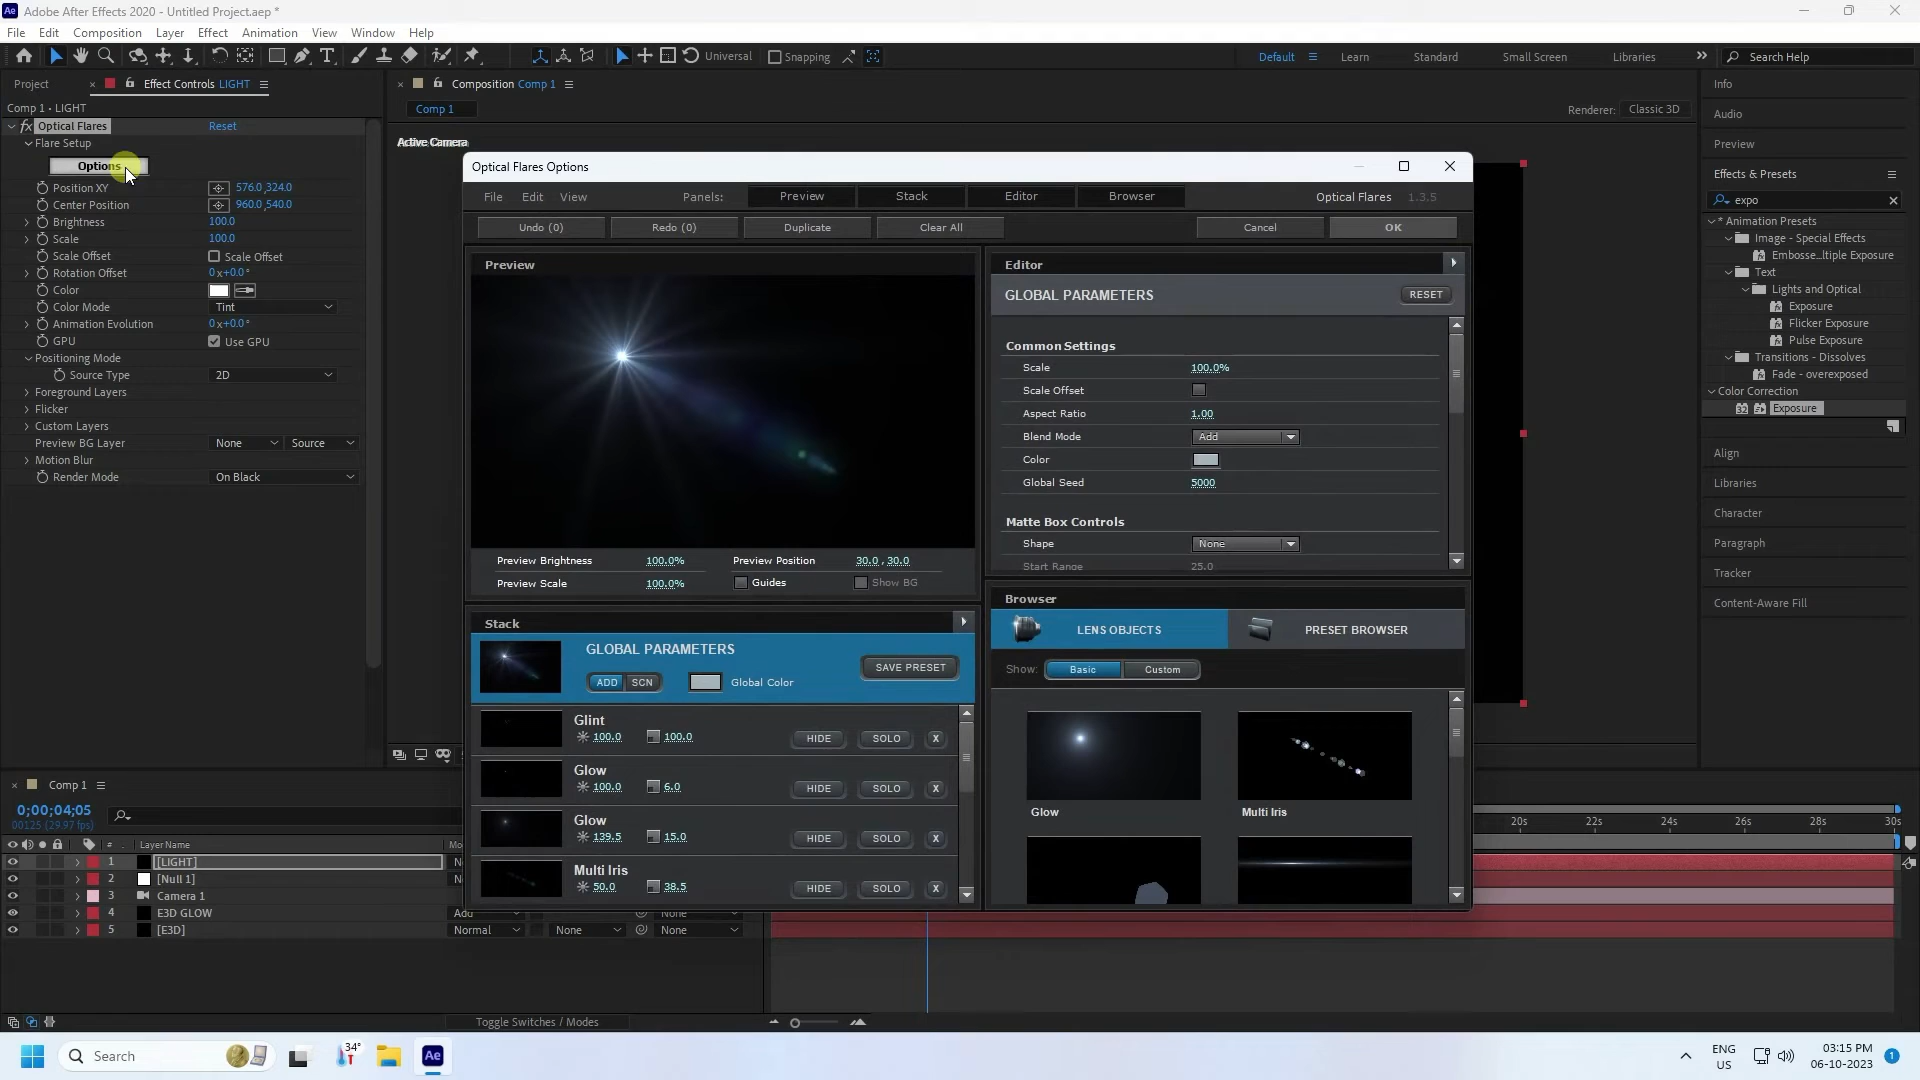 Adobe After Effects 2020 - Untitled Project.aep *
File Edit Composition Layer Effect Animation View Window Help
Universal Snapping Default Learn Standard Small Screen Libraries Search Help
Project Effect Controls LIGHT Composition Comp 1 Info
Comp 1 • LIGHT
Comp 1 Renderer: Classic 3D
Audio
Optical Flares Reset
Flare Setup
Active Camera
Preview
Options
Position XY 576.0,324.0
Center Position 960.0,540.0
Brightness 100.0
Scale 100.0
Scale Offset Scale Offset
Rotation Offset 0x+0.0°
Color
Color Mode Tint
Animation Evolution 0x+0.0°
GPU Use GPU
Positioning Mode
Source Type 2D
Foreground Layers
Flicker
Custom Layers
Preview BG Layer None Source
Motion Blur
Render Mode On Black
Optical Flares Options
File Edit View Panels: Preview Stack Editor Browser Optical Flares 1.3.5
Undo (0) Redo (0) Duplicate Clear All Cancel OK
Preview
Preview Brightness 100.0% Preview Position 30.0 , 30.0
Preview Scale 100.0% Guides Show BG
Editor
GLOBAL PARAMETERS RESET
Common Settings
Scale 100.0%
Scale Offset
Aspect Ratio 1.00
Blend Mode Add
Color
Global Seed 5000
Matte Box Controls
Shape None
Start Range 25.0
Stack
GLOBAL PARAMETERS
SAVE PRESET
ADD SCN Global Color
Glint
100.0 100.0 HIDE SOLO X
Glow
100.0 6.0 HIDE SOLO X
Glow
139.5 15.0 HIDE SOLO X
Multi Iris
50.0 38.5 HIDE SOLO X
Browser
LENS OBJECTS PRESET BROWSER
Show: Basic Custom
Glow Multi Iris
Effects & Presets
expo
* Animation Presets
Image - Special Effects
Embosse...ltiple Exposure
Text
Lights and Optical
Exposure
Flicker Exposure
Pulse Exposure
Transitions - Dissolves
Fade - overexposed
Color Correction
32 Exposure
Align
Libraries
Character
Paragraph
Tracker
Content-Aware Fill
Comp 1
0;00;04;05
00125 (29.97 fps)
20s 22s 24s 26s 28s 30s
# Layer Name Mo
1 [LIGHT]
2 [Null 1]
3 Camera 1
4 E3D GLOW Add None
5 [E3D] Normal None None
Toggle Switches / Modes
Search 34° Ae ENG
US
03:15 PM
06-10-2023
1